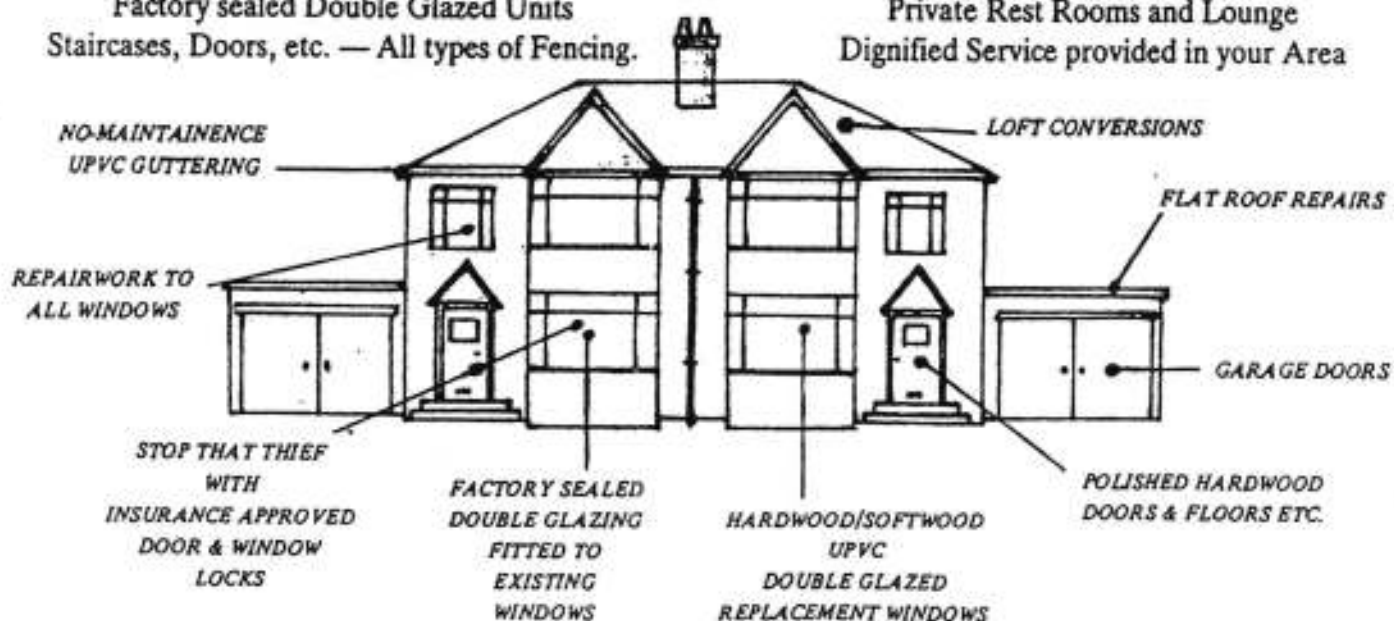 Factory sealed Double Glazed Units
Staircases, Doors, etc. — All types of Fencing.
Private Rest Rooms and Lounge
Dignified Service provided in your Area
NO-MAINTAINENCE
UPVC GUTTERING
LOFT CONVERSIONS
FLAT ROOF REPAIRS
REPAIRWORK TO
ALL WINDOWS
GARAGE DOORS
STOP THAT THIEF
WITH
INSURANCE APPROVED
DOOR & WINDOW
LOCKS
FACTORY SEALED
DOUBLE GLAZING
FITTED TO
EXISTING
WINDOWS
HARDWOOD/SOFTWOOD
UPVC
DOUBLE GLAZED
REPLACEMENT WINDOWS
POLISHED HARDWOOD
DOORS & FLOORS ETC.